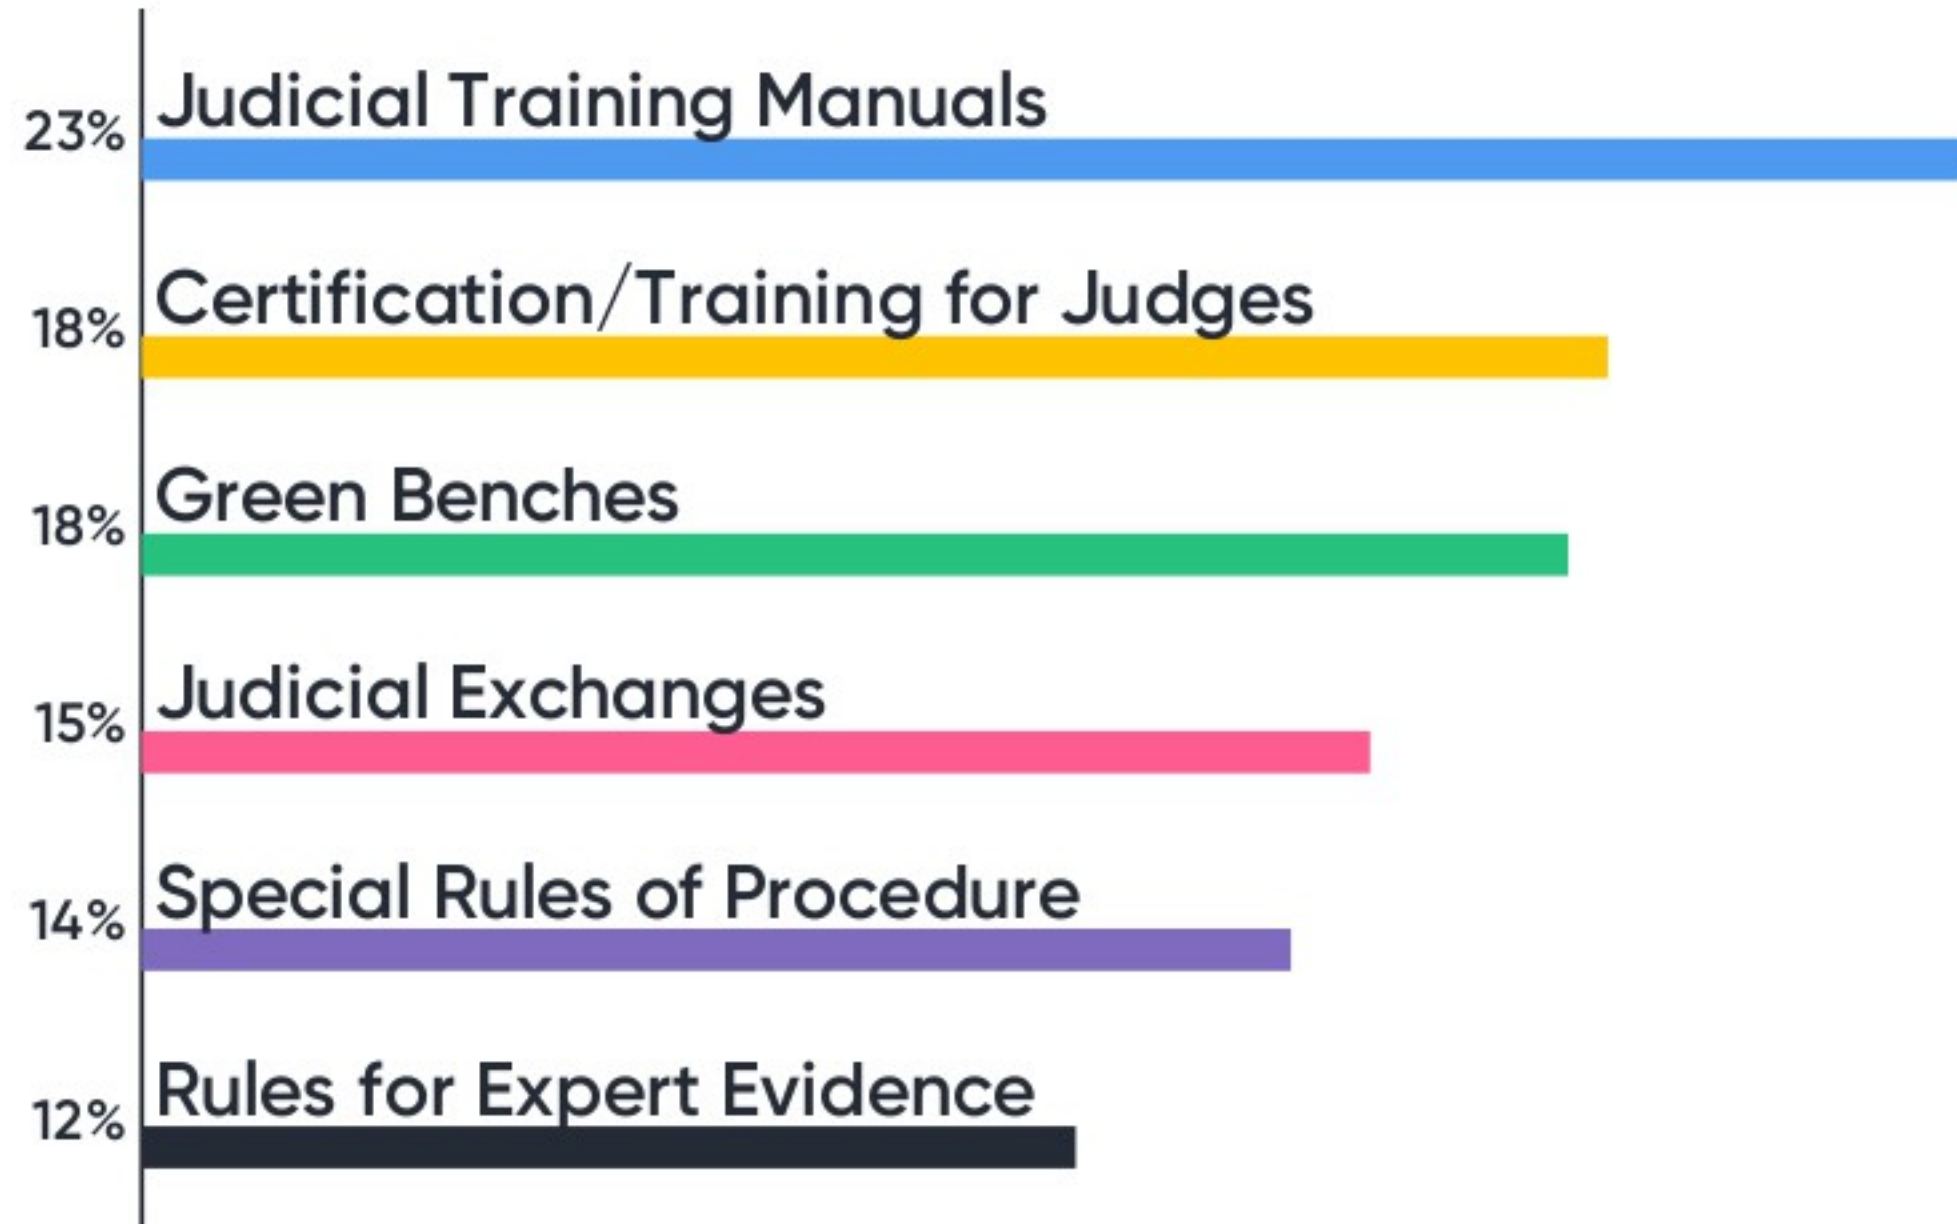 Judicial Training Manuals
23%
Certification/Training for Judges
18%
Green Benches
18%
Judicial Exchanges
15%
Special Rules of Procedure
14%
Rules for Expert Evidence
12%